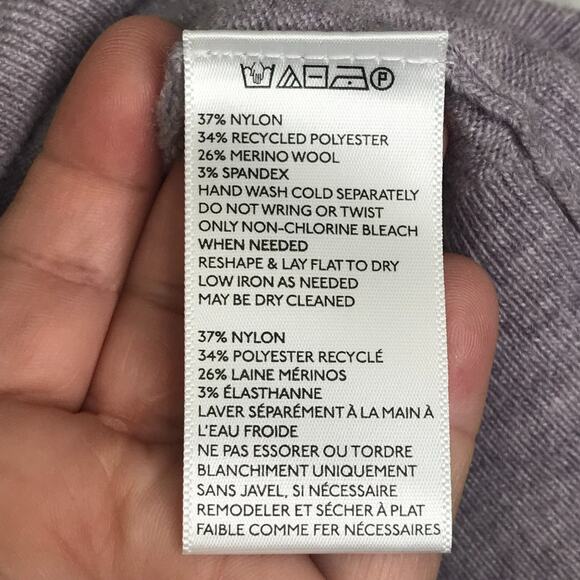 P
37% NYLON
34% RECYCLED POLYESTER
26% MERINO WOOL
3% SPANDEX
HAND WASH COLD SEPARATELY
DO NOT WRING OR TWIST
ONLY NON-CHLORINE BLEACH
WHEN NEEDED
RESHAPE & LAY FLAT TO DRY
LOW IRON AS NEEDED
MAY BE DRY CLEANED
37% NYLON
34% POLYESTER RECYCLÉ
26% LAINE MÉRINOS
3% ÉLASTHANNE
LAVER SÉPARÉMENT À LA MAIN À
L'EAU FROIDE
NE PAS ESSORER OU TORDRE
BLANCHIMENT UNIQUEMENT
SANS JAVEL, SI NÉCESSAIRE
REMODELER ET SÉCHER À PLAT
FAIBLE COMME FER NÉCESSAIRES